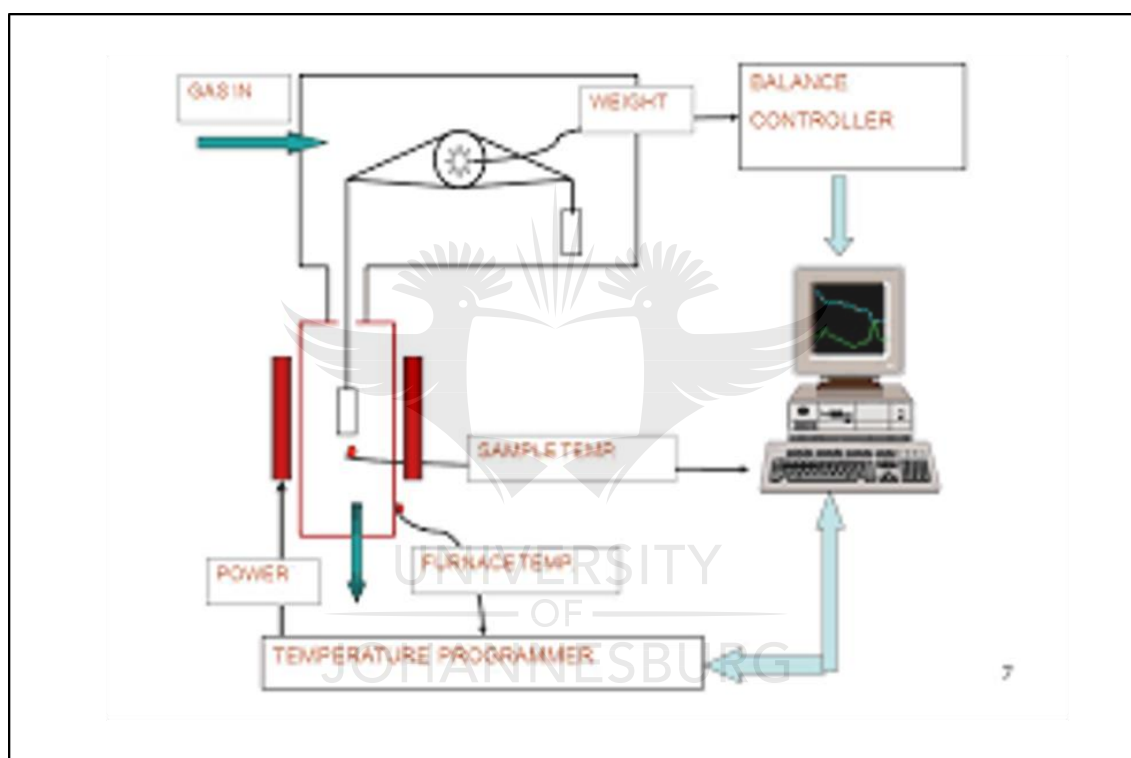 GAS IN
WEIGHT
BALANCE
CONTROLLER
SAMPLE TEMP
FURNACE TEMP
POWER
TEMPERATURE PROGRAMMER
UNIVERSITY
OF
JOHANNESBURG
7